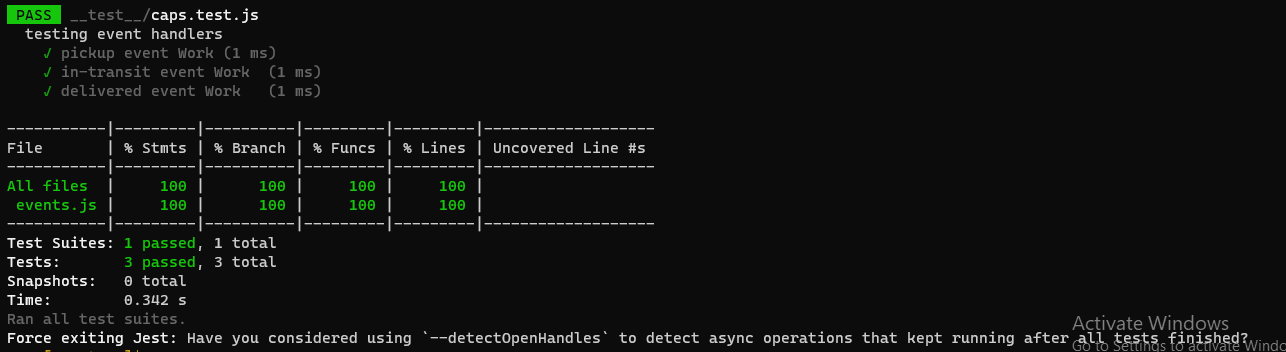 PASS __test__/caps.test.js
  testing event handlers
    √ pickup event Work (1 ms)
    √ in-transit event Work  (1 ms)
    √ delivered event Work   (1 ms)

-----------|---------|----------|---------|---------|-------------------
File       | % Stmts | % Branch | % Funcs | % Lines | Uncovered Line #s
-----------|---------|----------|---------|---------|-------------------
All files  |     100 |      100 |     100 |     100 |
 events.js |     100 |      100 |     100 |     100 |
-----------|---------|----------|---------|---------|-------------------
Test Suites: 1 passed, 1 total
Tests:       3 passed, 3 total
Snapshots:   0 total
Time:        0.342 s
Ran all test suites.
Activate Windows
Force exiting Jest: Have you considered using `--detectOpenHandles` to detect async operations that kept running after all tests finished?
Go to Settings to activate Windo